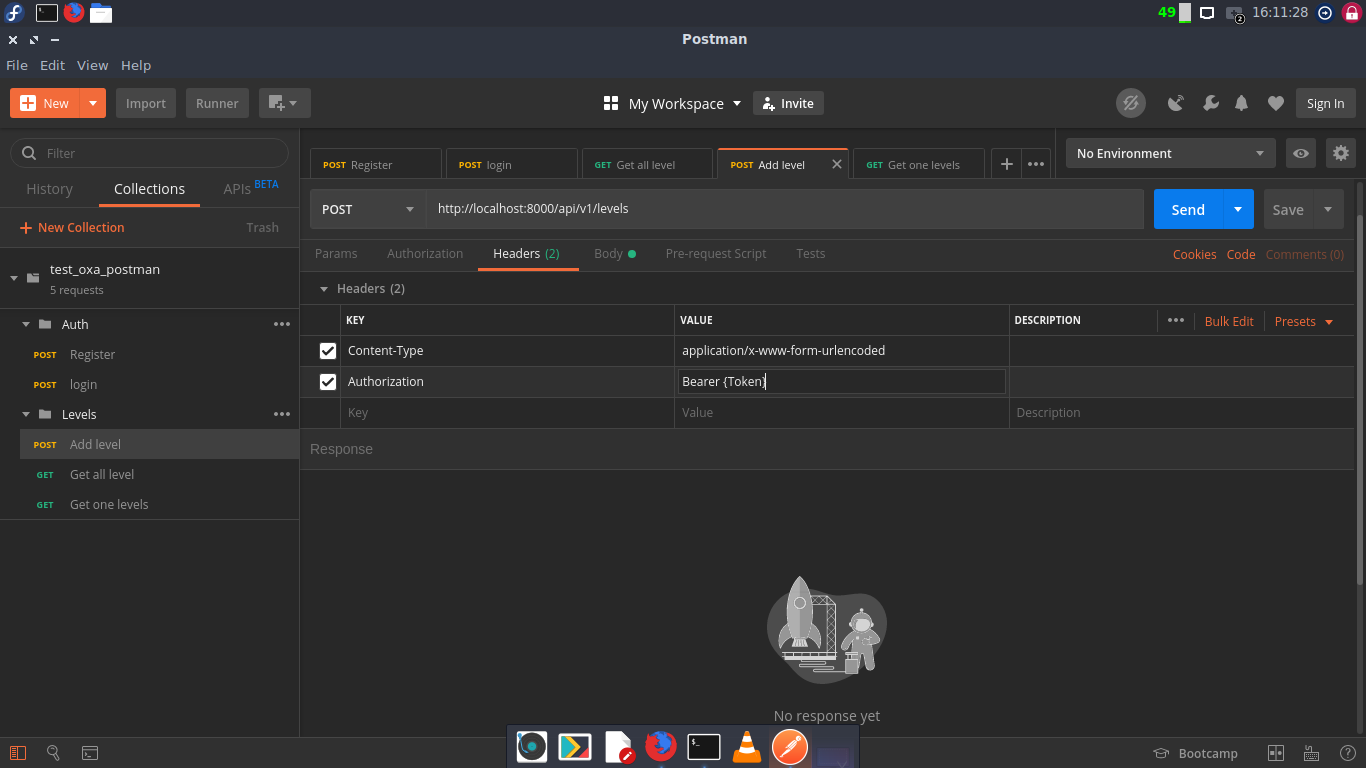 49 2 16:11:28
Postman
File Edit View Help
New Import Runner My Workspace Invite Sign In
Filter
History Collections APIs BETA
New Collection Trash
test_oxa_postman
5 requests
Auth
POST Register
POST login
Levels
POST Add level
GET Get all level
GET Get one levels
POST Register POST login GET Get all level POST Add level GET Get one levels No Environment
POST http://localhost:8000/api/v1/levels Send Save
Params Authorization Headers (2) Body Pre-request Script Tests Cookies Code Comments (0)
Headers (2)
KEY VALUE DESCRIPTION Bulk Edit Presets
Content-Type application/x-www-form-urlencoded
Authorization Bearer {Token}
Key Value Description
Response
No response yet
$_
Bootcamp